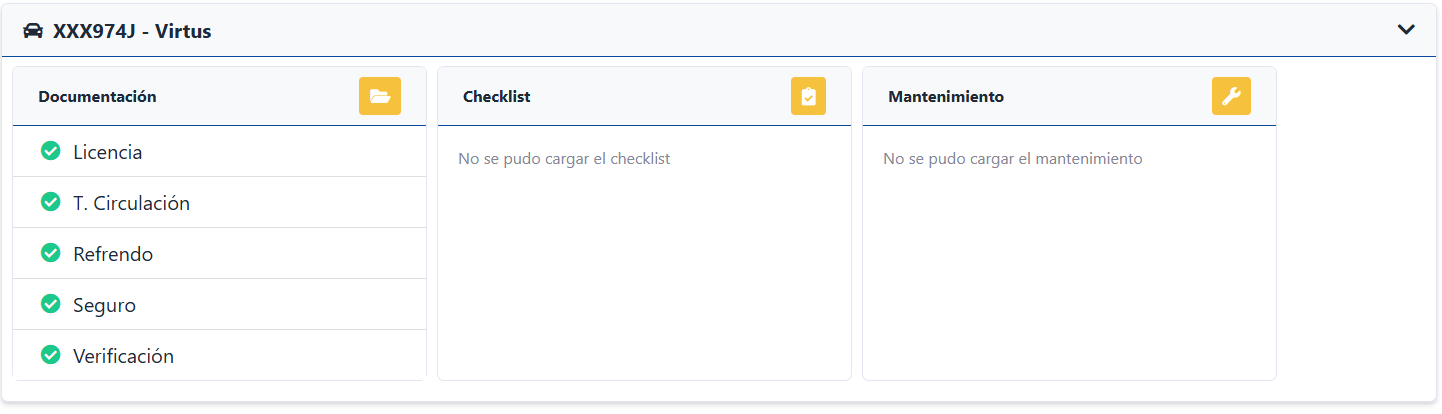 XXX974J - Virtus
Documentación
Licencia
T. Circulación
Refrendo
Seguro
Verificación
Checklist
No se pudo cargar el checklist
Mantenimiento
No se pudo cargar el mantenimiento